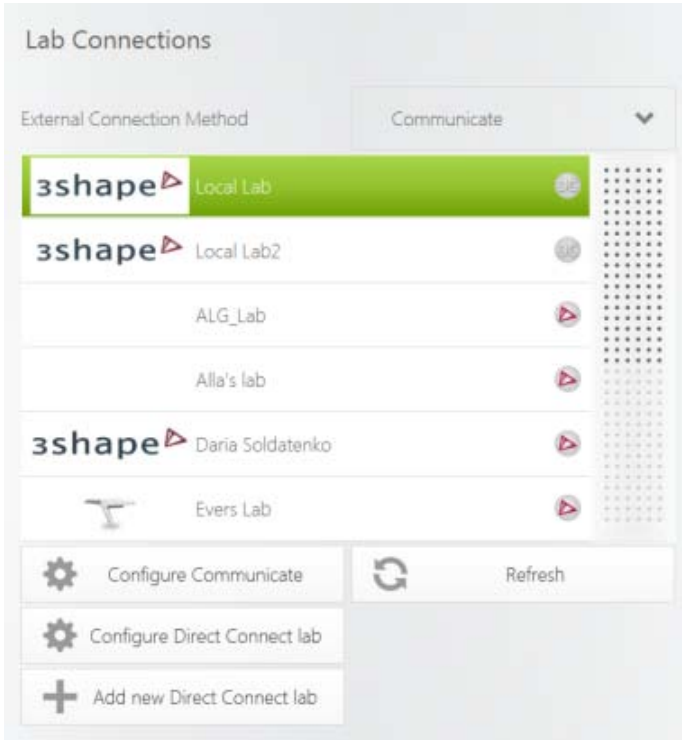 Lab Connections
External Connection Method Communicate
3shape Local Lab
3shape Local Lab2
ALG_Lab
Alla's lab
3shape Daria Soldatenko
Evers Lab
Configure Communicate Refresh
Configure Direct Connect lab
Add new Direct Connect lab